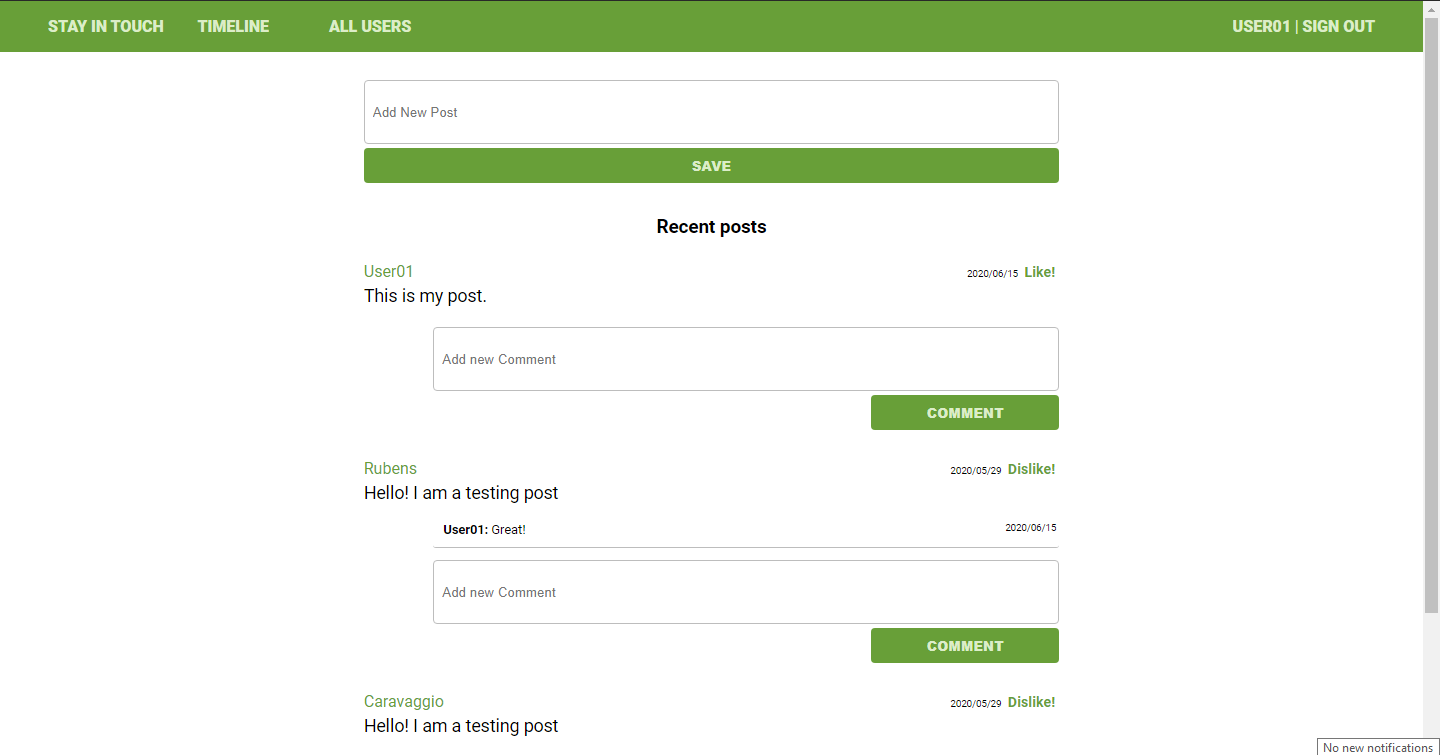 STAY IN TOUCH TIMELINE ALL USERS USER01 | SIGN OUT
Add New Post
SAVE
Recent posts
User01 2020/06/15 Like!
This is my post.
Add new Comment
COMMENT
Rubens 2020/05/29 Dislike!
Hello! I am a testing post
User01: Great! 2020/06/15
Add new Comment
COMMENT
Caravaggio 2020/05/29 Dislike!
Hello! I am a testing post
No new notifications